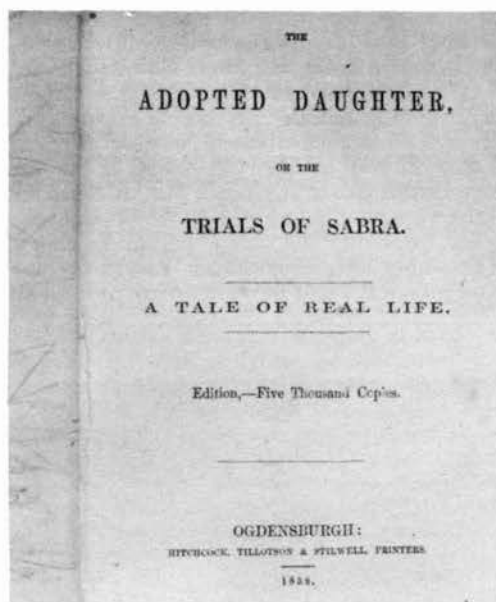 THE
ADOPTED DAUGHTER,
OR THE
TRIALS OF SABRA.
A TALE OF REAL LIFE.
Edition,—Five Thousand Copies.
OGDENSBURGH:
HITCHCOCK, TILLOTSON & STILWELL, PRINTERS.
1858.